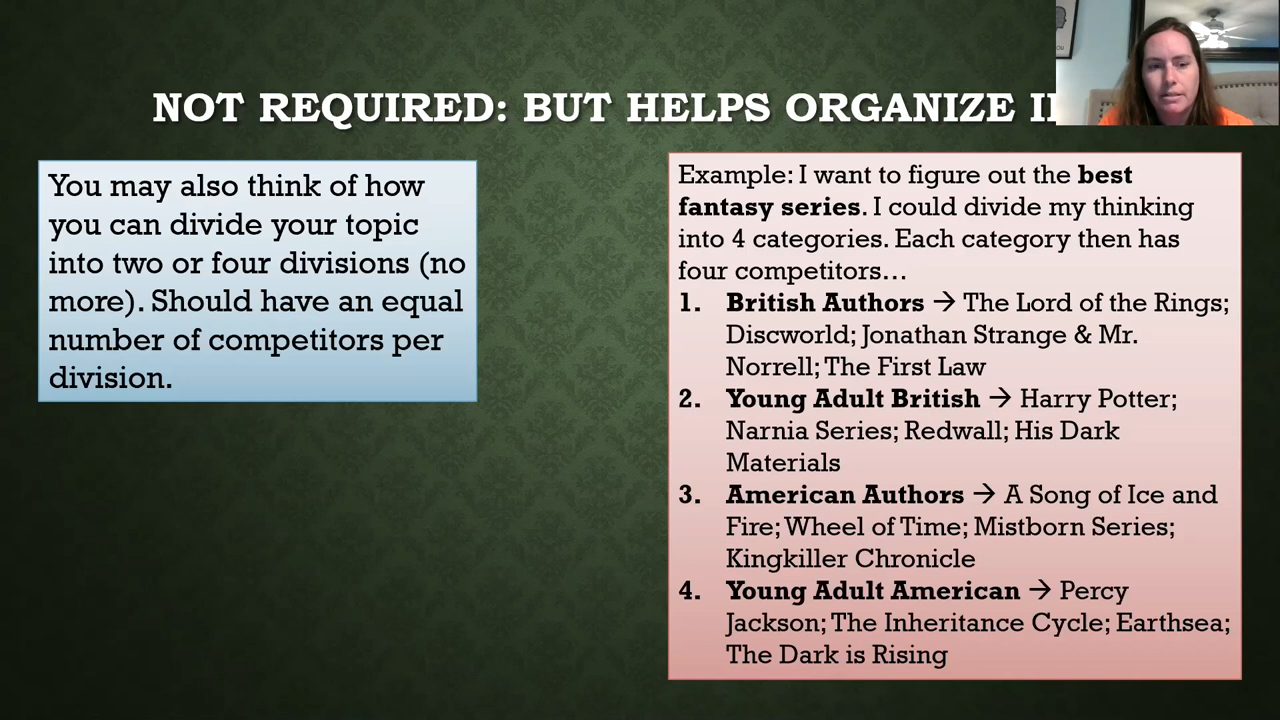 NOT REQUIRED: BUT HELPS ORGANIZE
You may also think of how
you can divide your topic
into two or four divisions (no
more). Should have an equal
number of competitors per
division.
Example: I want to figure out the best
fantasy series. I could divide my thinking
into 4 categories. Each category then has
four competitors…
1. British Authors → The Lord of the Rings;
Discworld; Jonathan Strange & Mr.
Norrell; The First Law
2. Young Adult British → Harry Potter;
Narnia Series; Redwall; His Dark
Materials
3. American Authors → A Song of Ice and
Fire; Wheel of Time; Mistborn Series;
Kingkiller Chronicle
4. Young Adult American → Percy
Jackson; The Inheritance Cycle; Earthsea;
The Dark is Rising